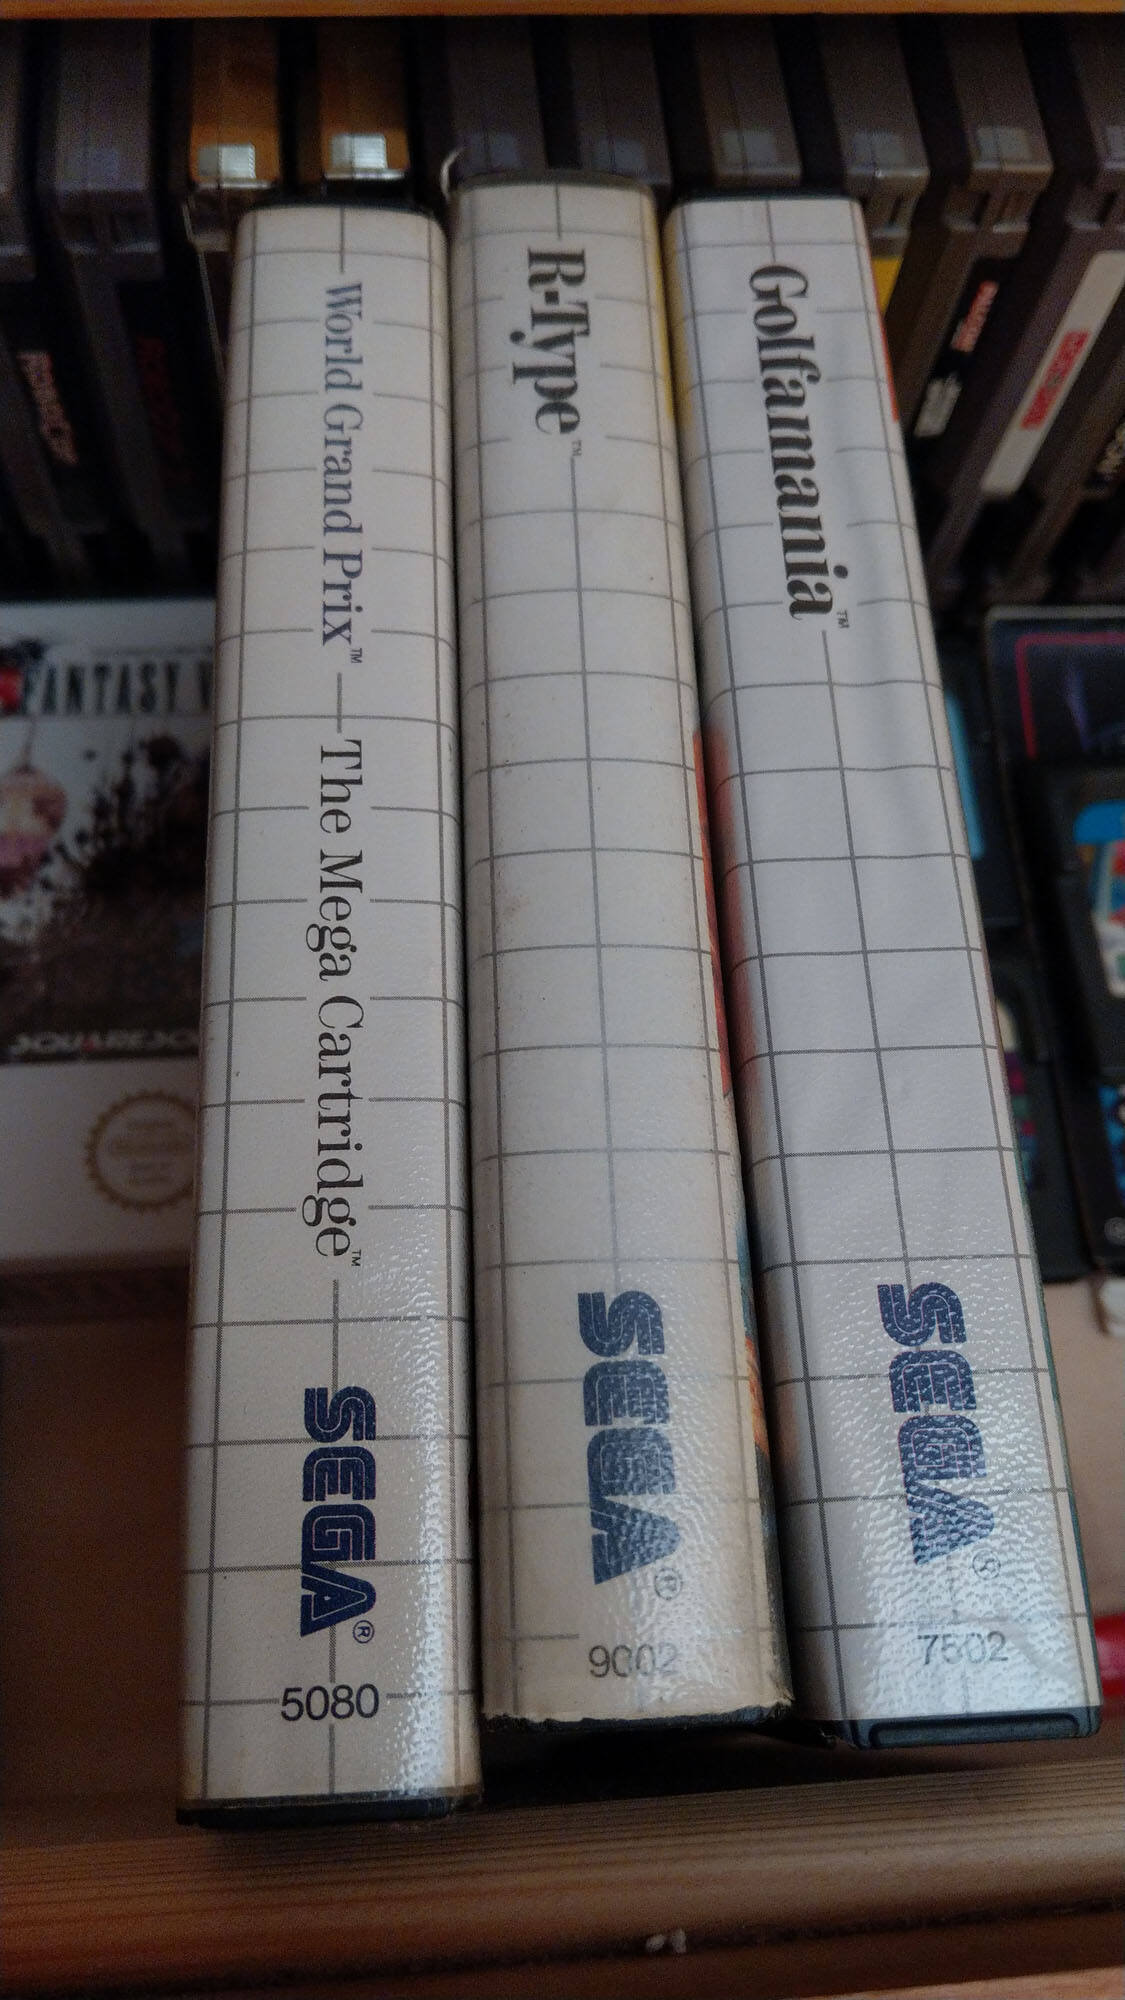 World Grand Prix™ The Mega Cartridge™ SEGA® 5080
R-Type™ SEGA® 9002
Golfamania™ SEGA® 7502
FANTASY